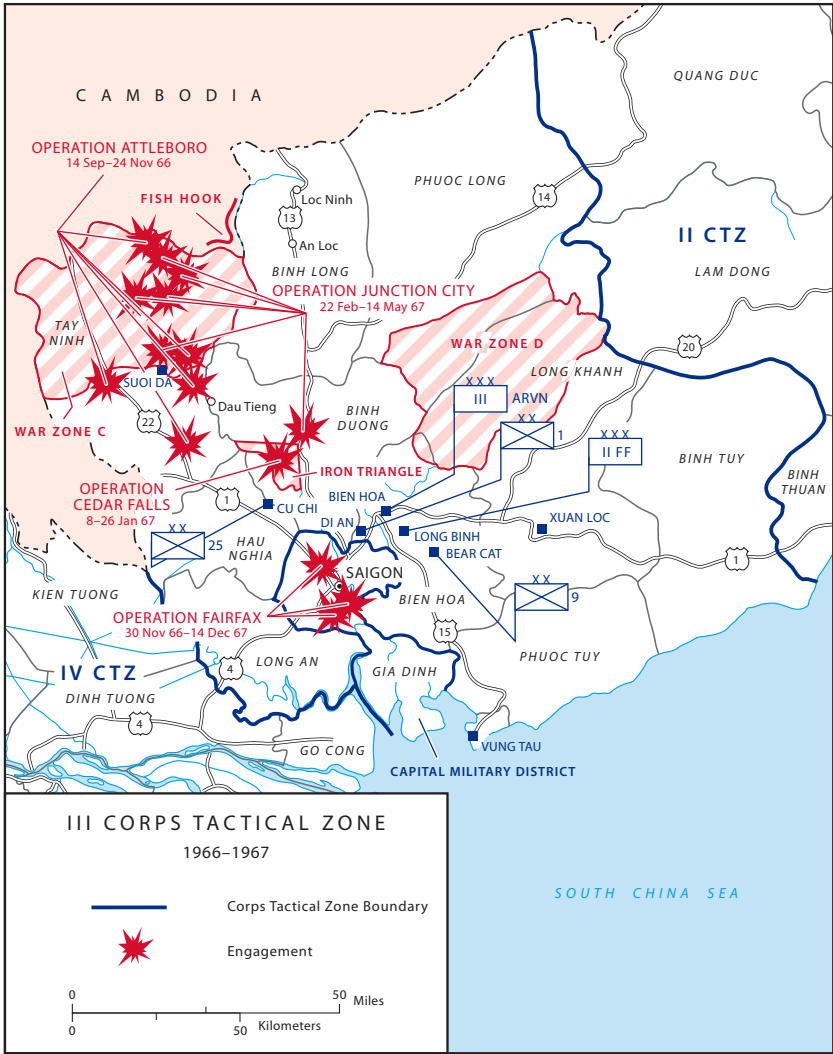 CAMBODIA
QUANG DUC
OPERATION ATTLEBORO
14 Sep–24 Nov 66
PHUOC LONG
FISH HOOK
Loc Ninh
14
13
An Loc
II CTZ
BINH LONG
LAM DONG
OPERATION JUNCTION CITY
22 Feb–14 May 67
TAY
NINH
WAR ZONE D
20
LONG KHANH
SUOI DA
XXX
III
ARVN
Dau Tieng
22
BINH
DUONG
XX
1
WAR ZONE C
XXX
II FF
BINH TUY
IRON TRIANGLE
BINH
THUAN
OPERATION
CEDAR FALLS
8–26 Jan 67
1
CU CHI
BIEN HOA
DI AN
LONG BINH
XUAN LOC
XX
25
HAU
NGHIA
BEAR CAT
1
SAIGON
KIEN TUONG
BIEN HOA
XX
9
OPERATION FAIRFAX
30 Nov 66–14 Dec 67
15
PHUOC TUY
IV CTZ
4
LONG AN
GIA DINH
DINH TUONG
4
GO CONG
VUNG TAU
CAPITAL MILITARY DISTRICT
III CORPS TACTICAL ZONE
1966–1967
Corps Tactical Zone Boundary
Engagement
0
50
Miles
0
50
Kilometers
SOUTH CHINA SEA